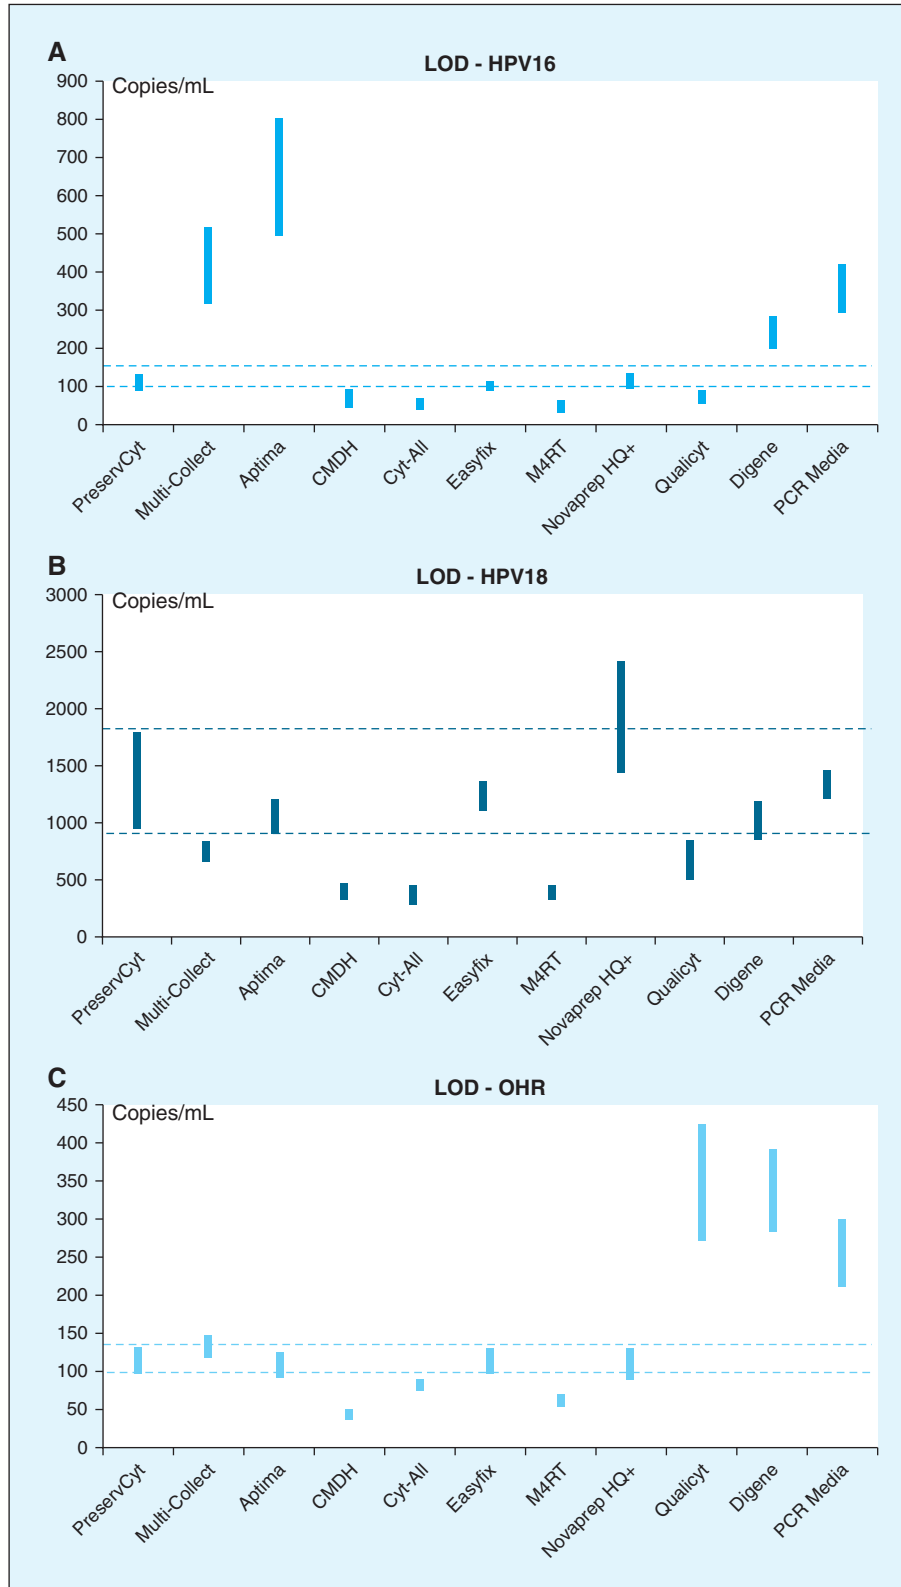 A
LOD - HPV16
Copies/mL
900
800
700
600
500
400
300
200
100
0
PreservCyt
Multi-Collect
Aptima
CMDH
Cyt-All
Easyfix
M4RT
Novaprep HQ+
Qualicyt
Digene
PCR Media
B
LOD - HPV18
Copies/mL
3000
2500
2000
1500
1000
500
0
PreservCyt
Multi-Collect
Aptima
CMDH
Cyt-All
Easyfix
M4RT
Novaprep HQ+
Qualicyt
Digene
PCR Media
C
LOD - OHR
Copies/mL
450
400
350
300
250
200
150
100
50
0
PreservCyt
Multi-Collect
Aptima
CMDH
Cyt-All
Easyfix
M4RT
Novaprep HQ+
Qualicyt
Digene
PCR Media